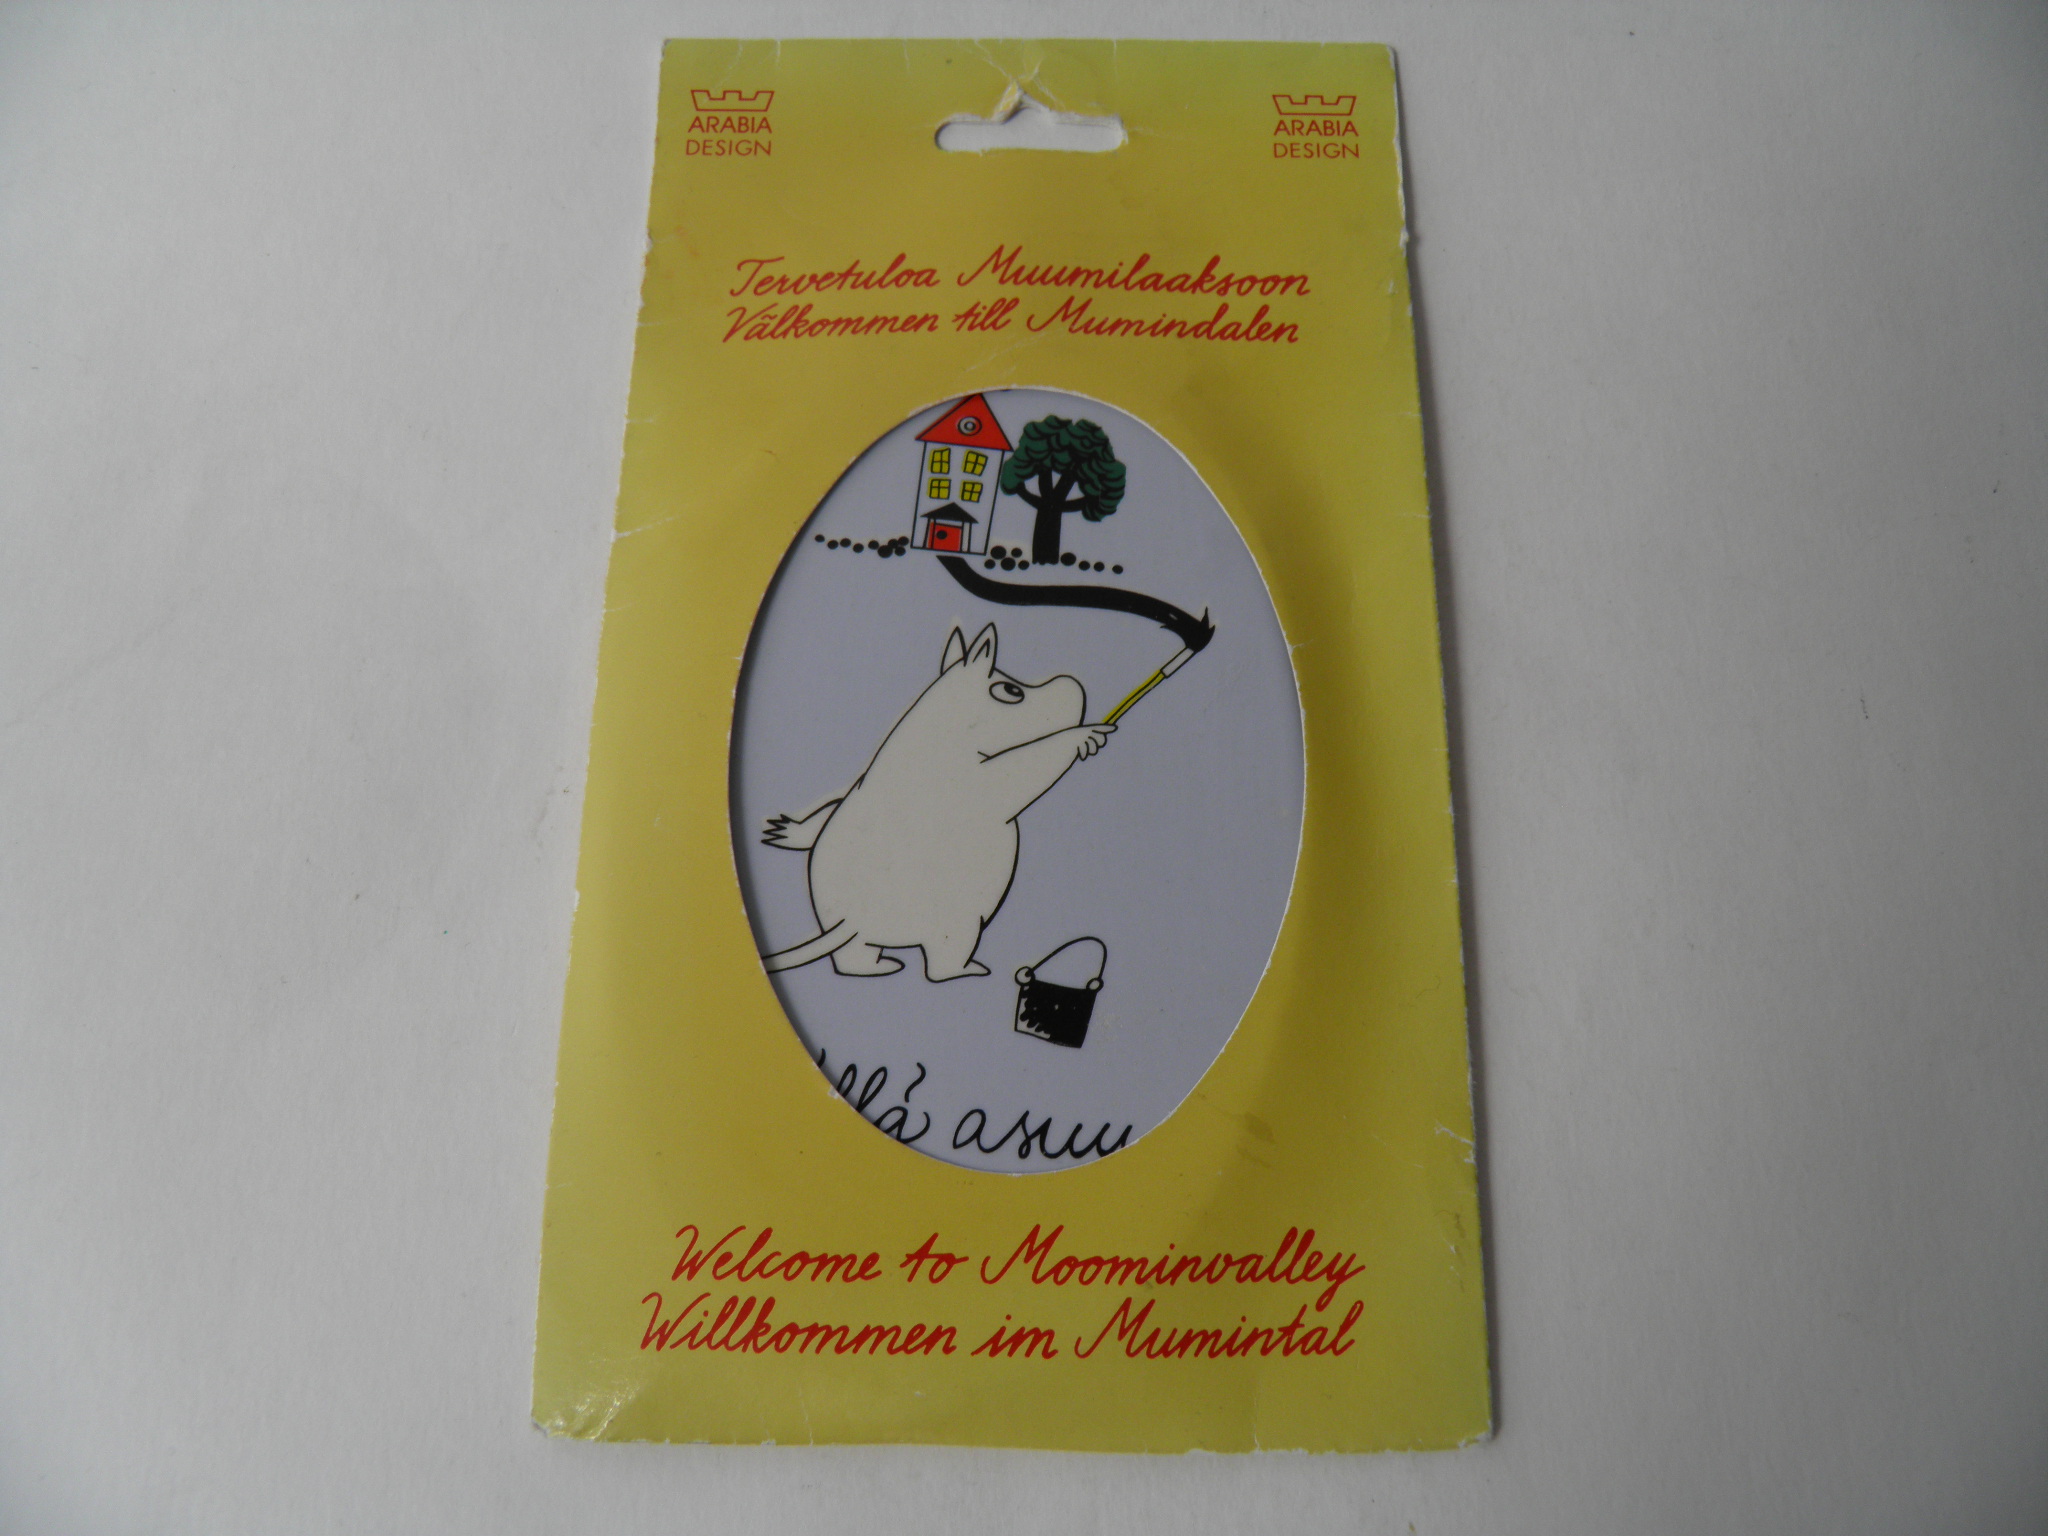 ARABIA
DESIGN
ARABIA
DESIGN
Tervetuloa Muumilaaksoon
Välkommen till Mumindalen
asuu
Welcome to Moominvalley
Willkommen im Mumintal